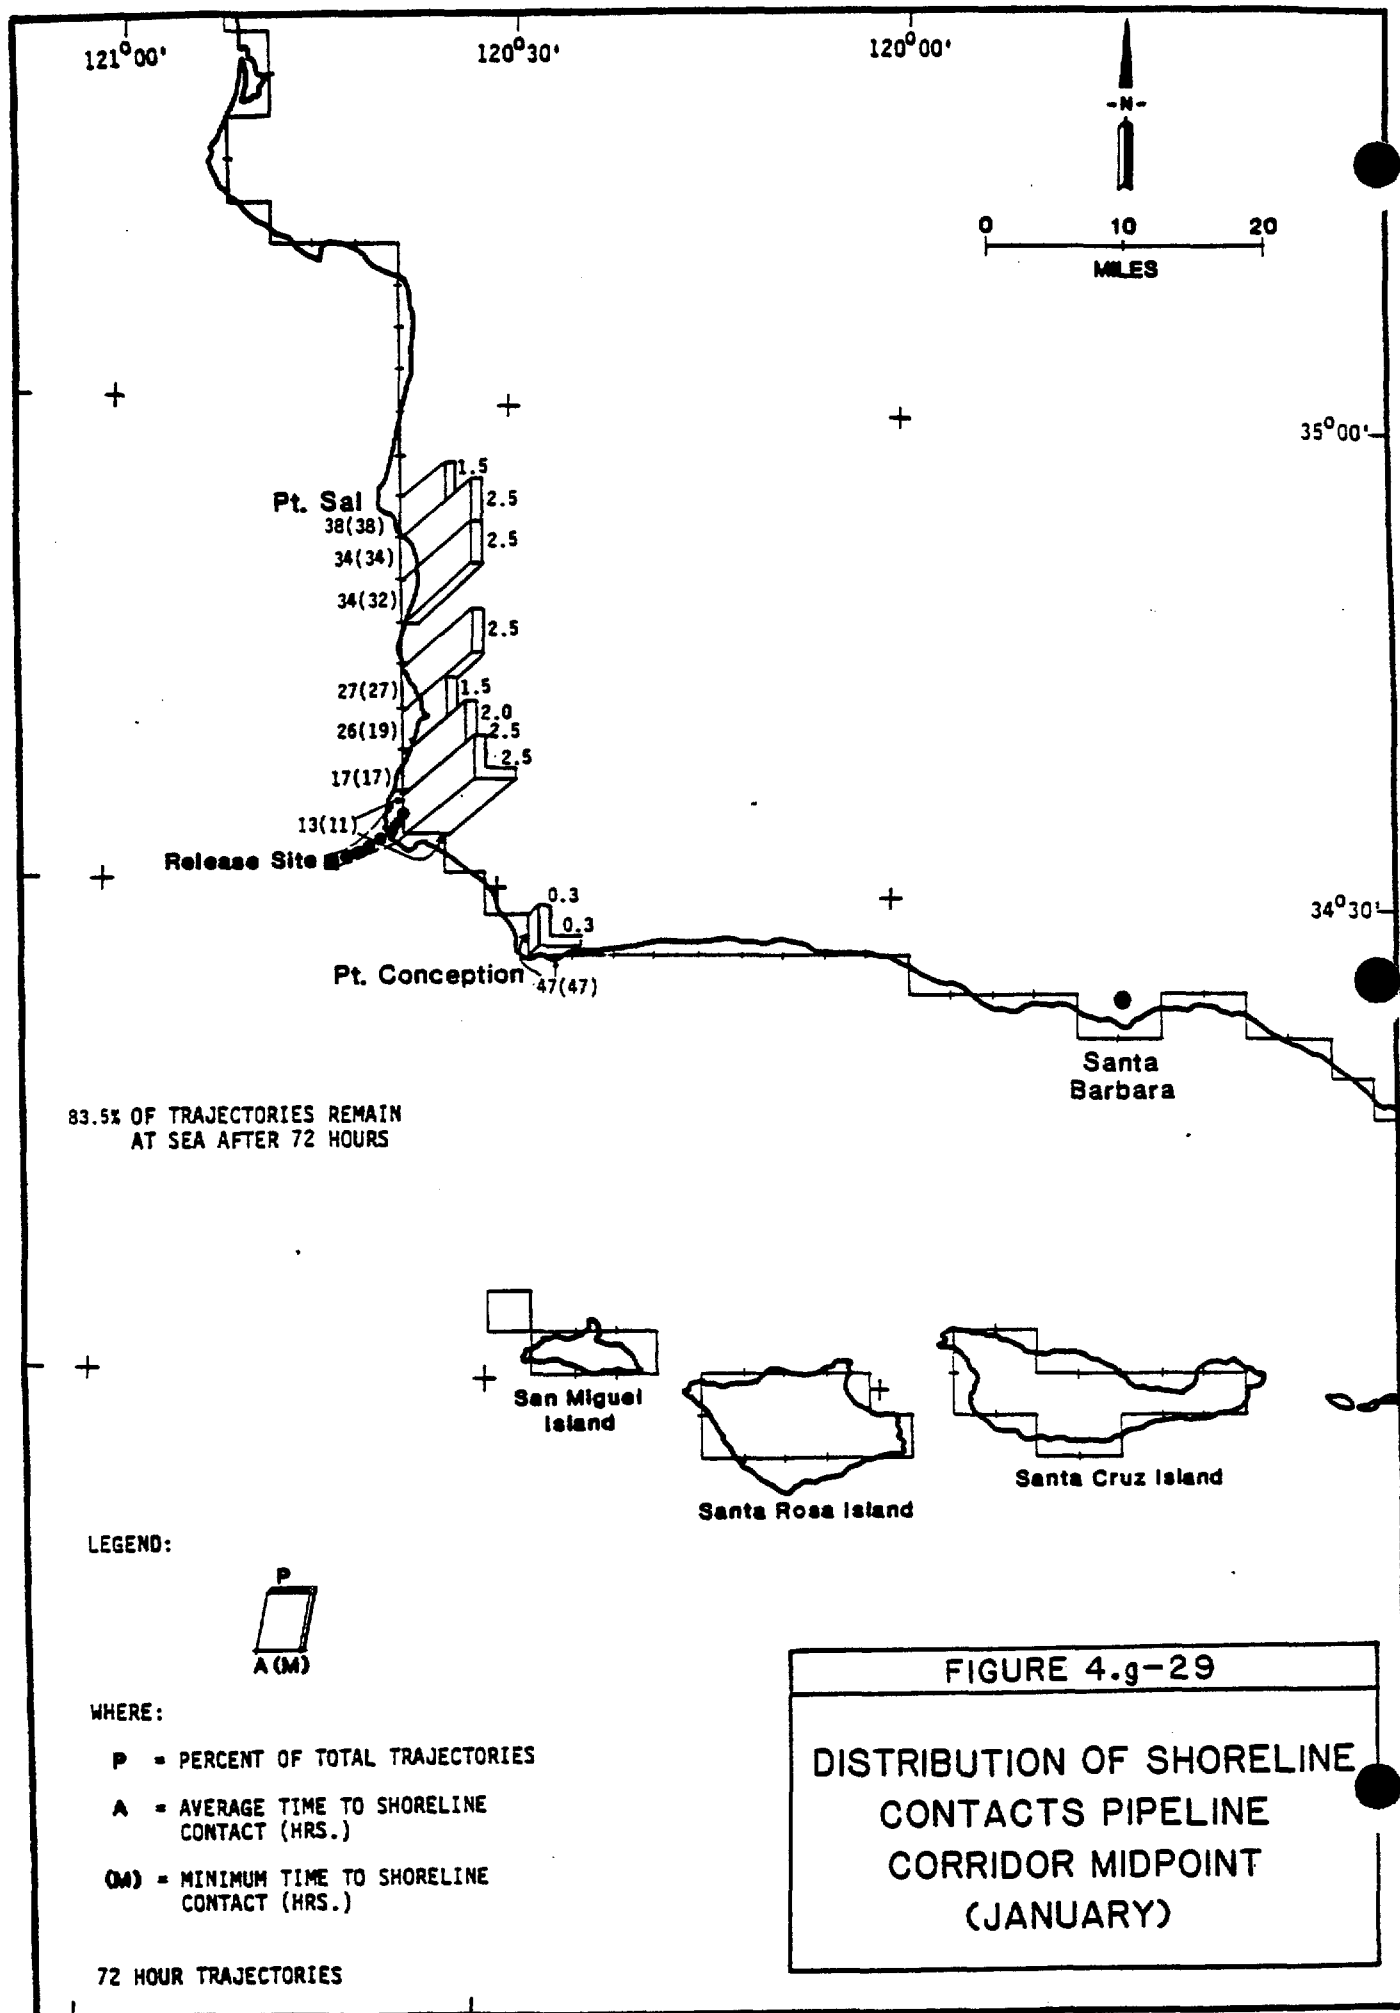 121°00' 120°30' 120°00'
-N-
0 10 20
MILES
35°00'
1.5
Pt. Sal
2.5
38(38)
2.5
34(34)
34(32)
2.5
27(27)
1.5
2.0
26(19)
2.5
2.5
17(17)
13(11)
Release Site
0.3
34°30'
0.3
Pt. Conception
47(47)
Santa
Barbara
83.5% OF TRAJECTORIES REMAIN
AT SEA AFTER 72 HOURS
San Miguel
Island
Santa Cruz Island
Santa Rosa Island
LEGEND:
P
A (M)
WHERE:
P = PERCENT OF TOTAL TRAJECTORIES
A = AVERAGE TIME TO SHORELINE
CONTACT (HRS.)
(M) = MINIMUM TIME TO SHORELINE
CONTACT (HRS.)
72 HOUR TRAJECTORIES
FIGURE 4.g-29
DISTRIBUTION OF SHORELINE
CONTACTS PIPELINE
CORRIDOR MIDPOINT
(JANUARY)